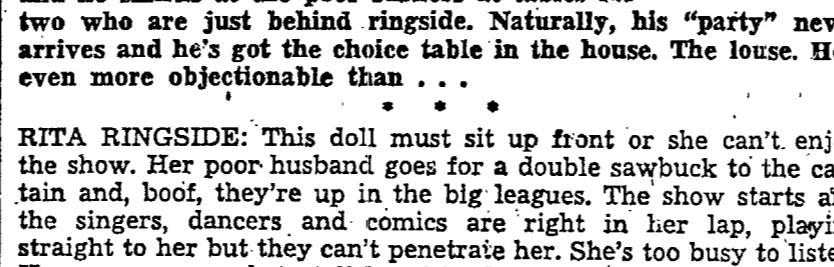 two who are just behind ringside. Naturally, his "party" nev
arrives and he's got the choice table in the house. The louse. H
even more objectionable than . . .
* * *
RITA RINGSIDE: This doll must sit up front or she can't enj
the show. Her poor husband goes for a double sawbuck to the ca
tain and, boof, they're up in the big leagues. The show starts a
the singers, dancers and comics are right in her lap, playi
straight to her but they can't penetrate her. She's too busy to liste